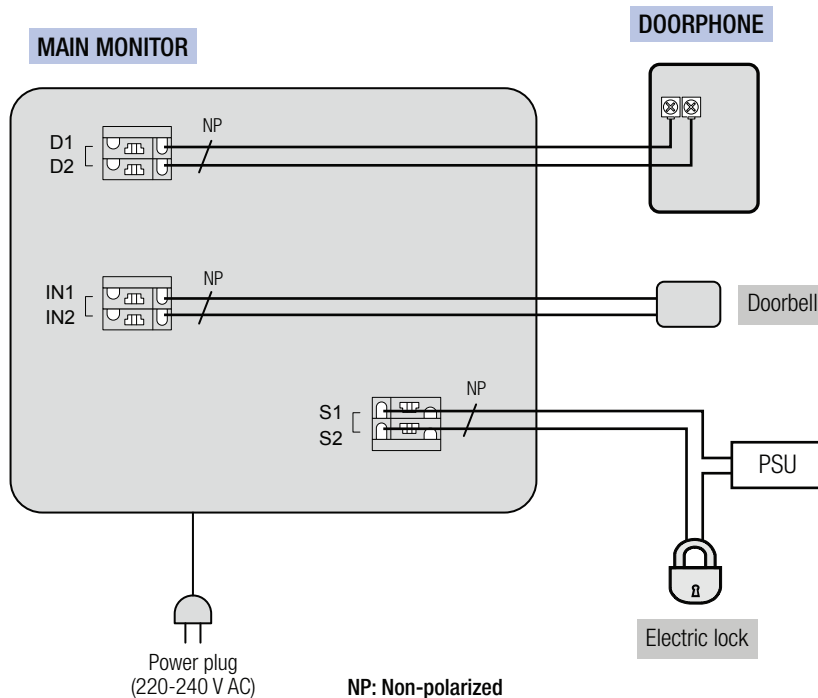 DOORPHONE
MAIN MONITOR
NP
D1
D2
NP
IN1
IN2
Doorbell
NP
S1
S2
PSU
Electric lock
Power plug
(220-240 V AC)
NP: Non-polarized